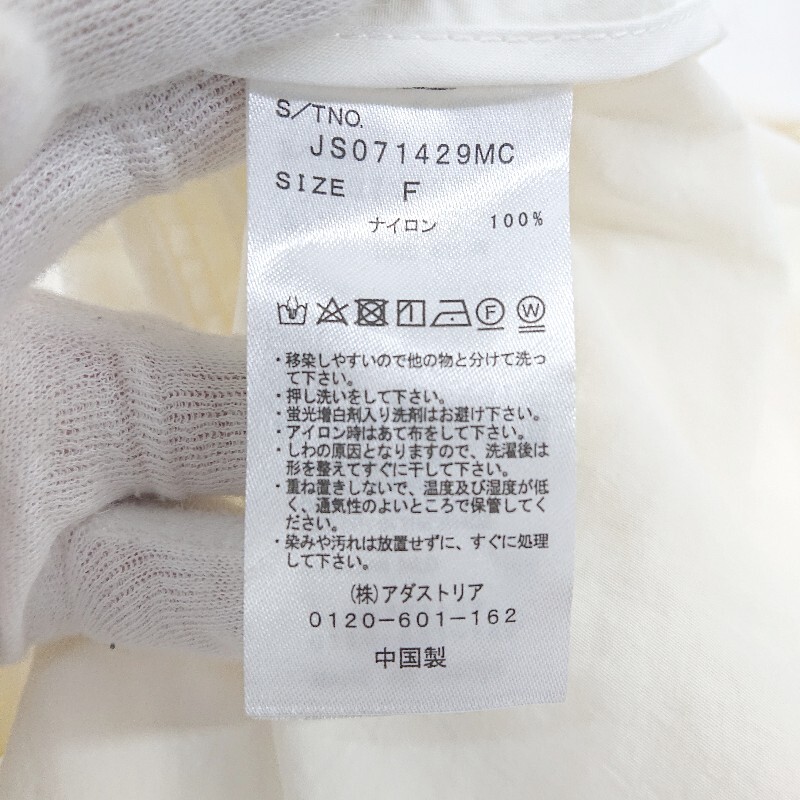 S/TNO.
JS071429MC
SIZE F
ナイロン 100%
F W
・移染しやすいので他の物と分けて洗っ
て下さい。
・押し洗いをして下さい。
・蛍光増白剤入り洗剤はお避け下さい。
・アイロン時はあて布をして下さい。
・しわの原因となりますので、洗濯後は
形を整えてすぐに干して下さい。
・重ね置きしないで、温度及び湿度が低
く、通気性のよいところで保管してく
ださい。
・染みや汚れは放置せずに、すぐに処理
して下さい。
(株)アダストリア
0120-601-162
中国製